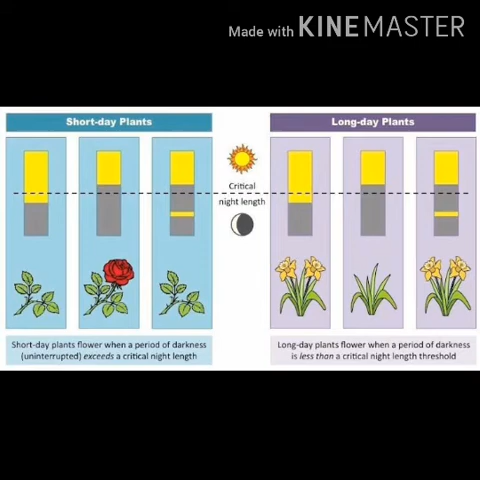 Made with KINEMASTER
Short-day Plants
Critical
night length
Long-day Plants
Short-day plants flower when a period of darkness
(uninterrupted) exceeds a critical night length
Long-day plants flower when a period of darkness
is less than a critical night length threshold